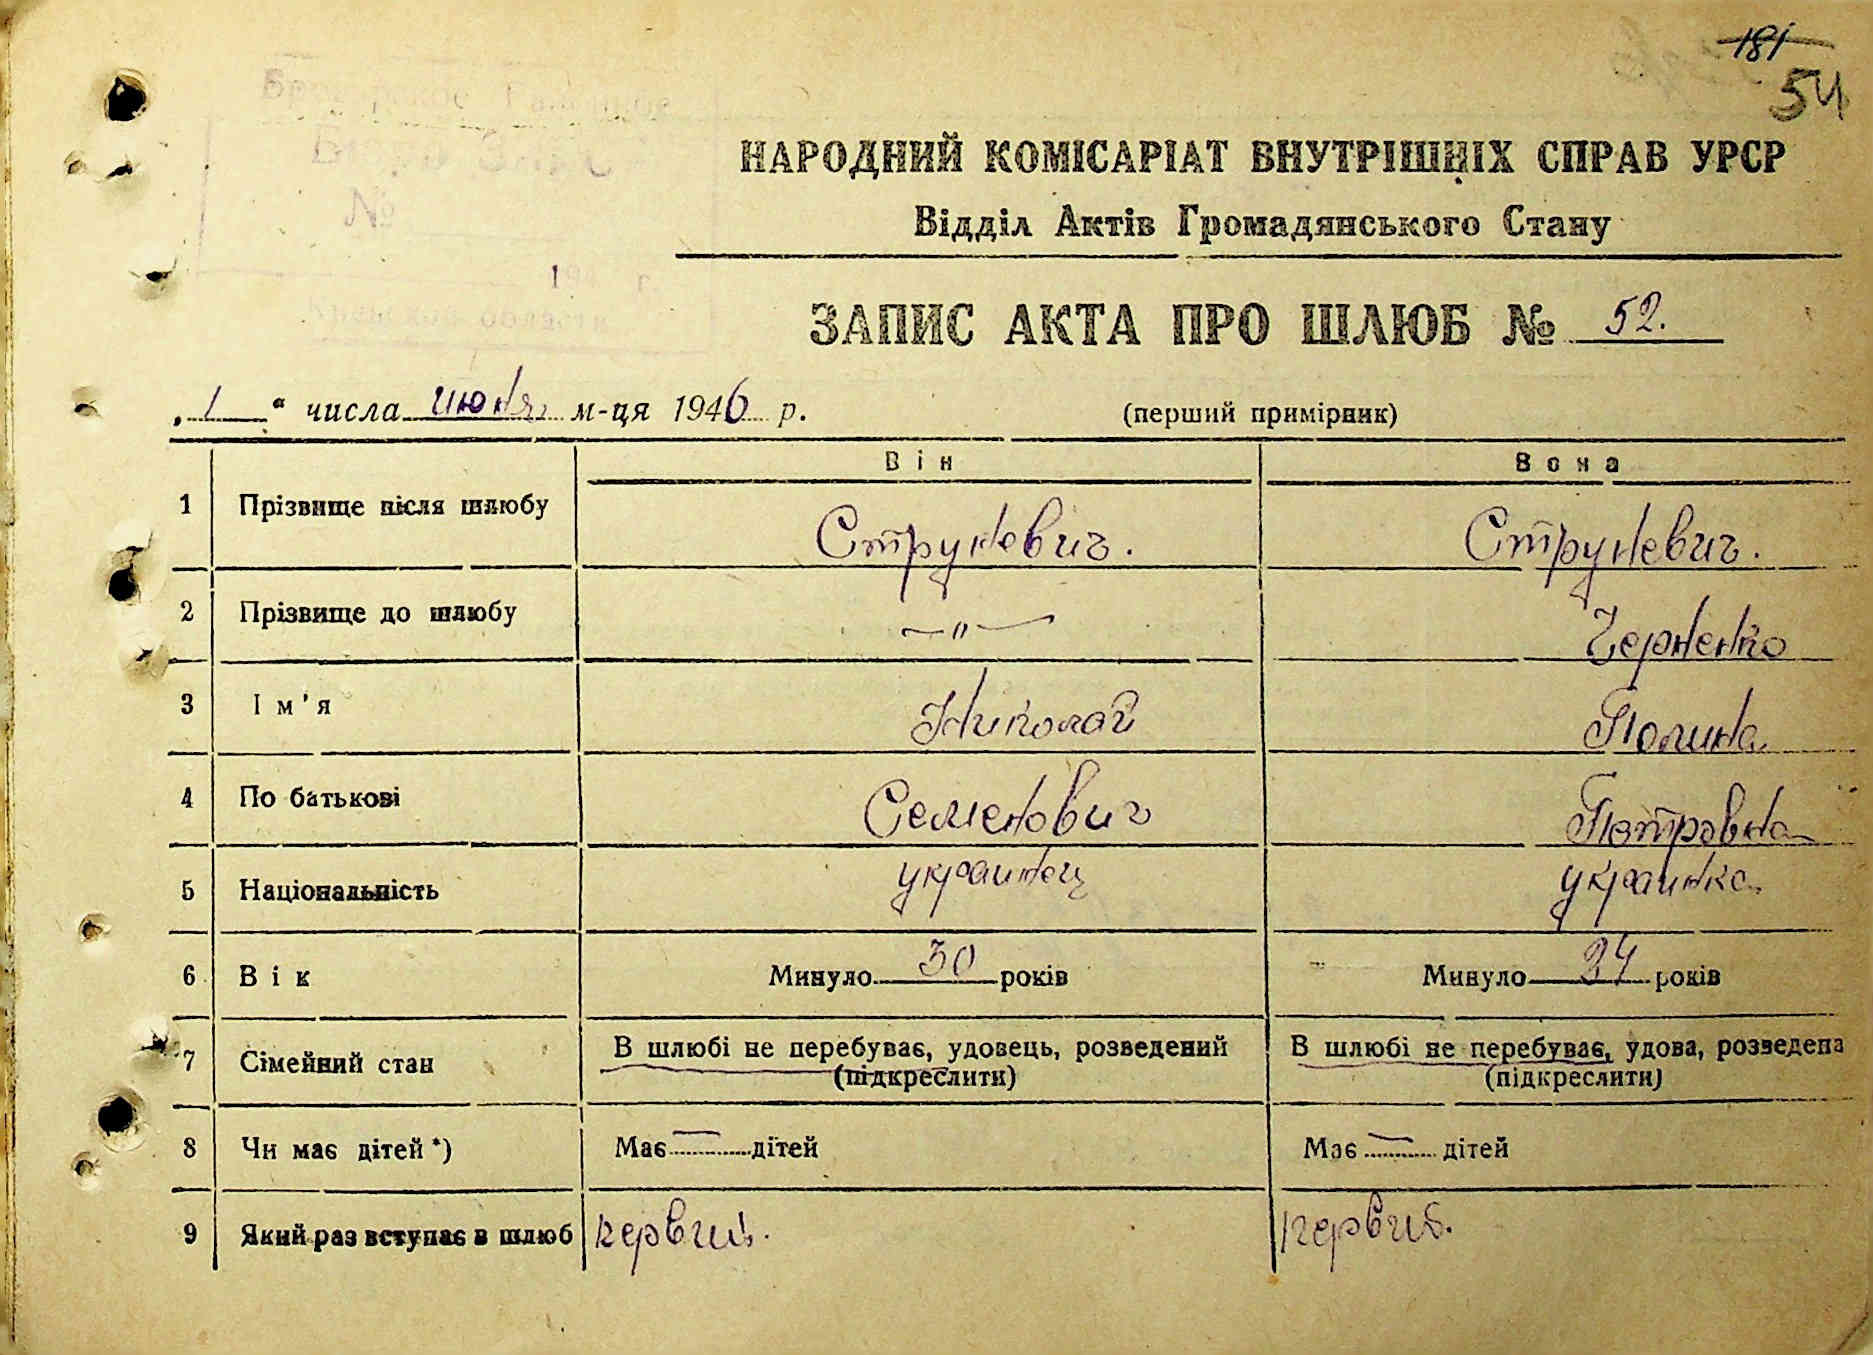 181
54
НАРОДНИЙ КОМІСАРІАТ ВНУТРІШНІХ СПРАВ УРСР
Відділ Актів Громадянського Стану
ЗАПИС АКТА ПРО ШЛЮБ № 52.
„1“ числа июня м-ця 1946 р. (перший примірник)
Він Вона
1 Прізвище після шлюбу Струневич. Струневич.
2 Прізвище до шлюбу —"— Черненко
3 Ім'я Николай Полина
4 По батькові Семенович Петровна
5 Національність украинец украинка
6 Вік Минуло 30 років Минуло 24 років
7 Сімейний стан В шлюбі не перебуває, удовець, розведений (підкреслити) В шлюбі не перебуває, удова, розведена (підкреслити)
8 Чи має дітей *) Має — дітей Має — дітей
9 Який раз вступає в шлюб первий. первий.